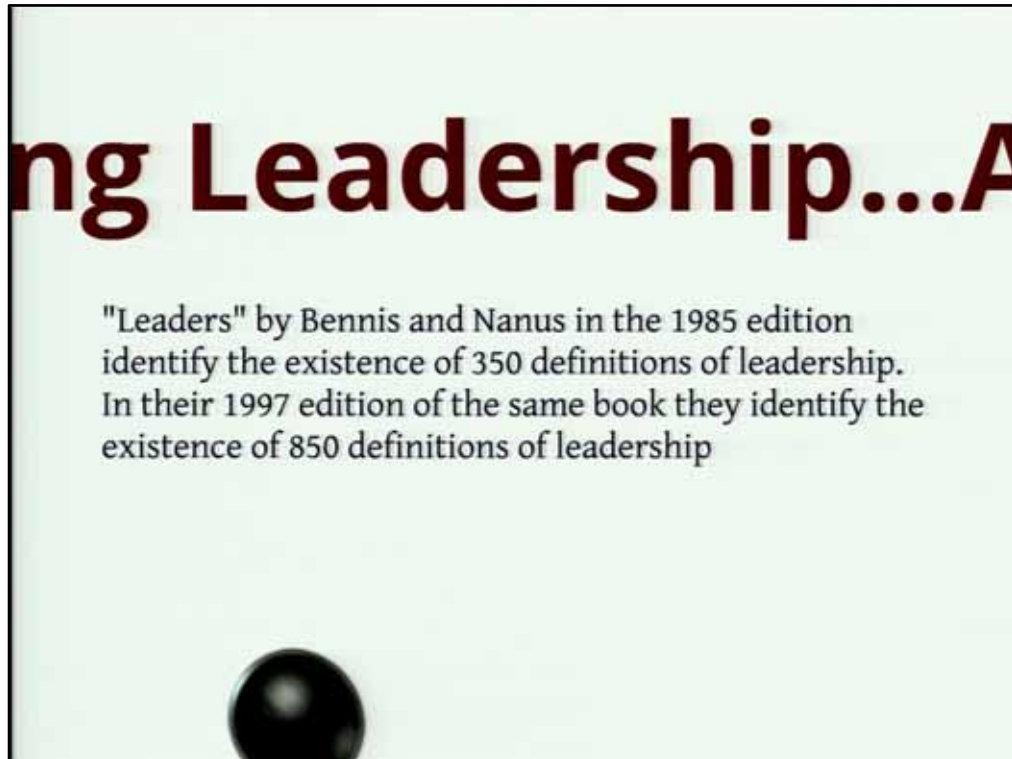 ng Leadership...A
"Leaders" by Bennis and Nanus in the 1985 edition
identify the existence of 350 definitions of leadership.
In their 1997 edition of the same book they identify the
existence of 850 definitions of leadership